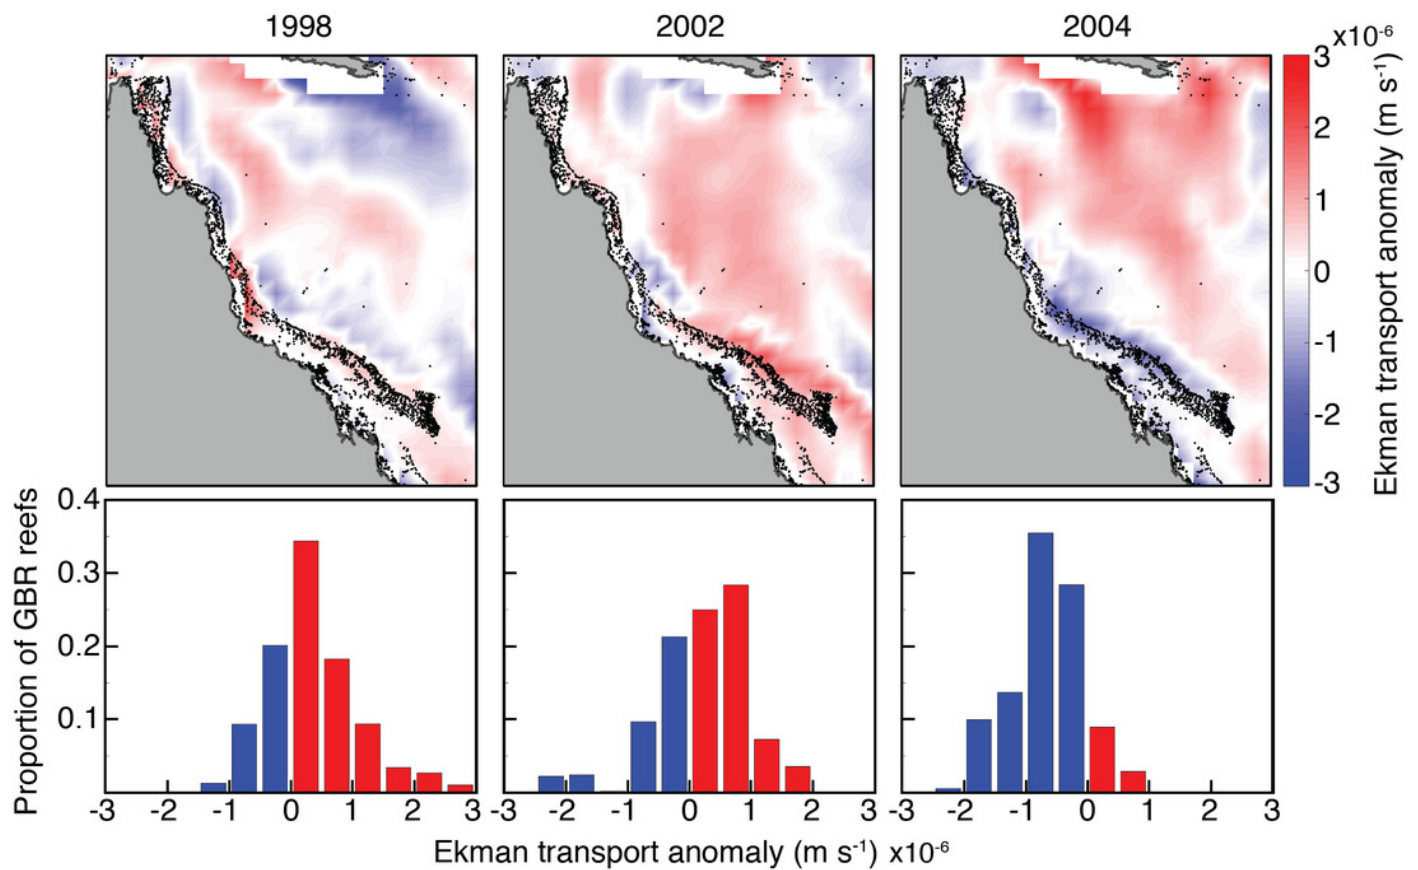 1998 2002 2004
x10-6
3
2
1
0
-1
-2
-3
Ekman transport anomaly (m s-1)
Proportion of GBR reefs
0.4
0.3
0.2
0.1
-3 -2 -1 0 1 2 -3 -2 -1 0 1 2 3 -3 -2 -1 0 1 2 3
Ekman transport anomaly (m s-1) x10-6